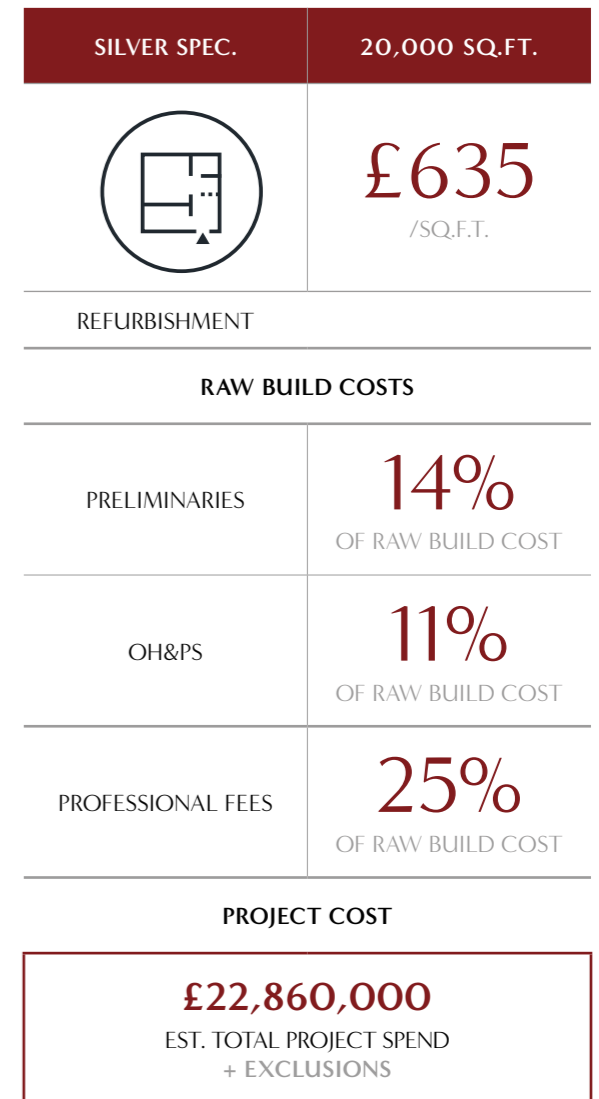 SILVER SPEC.
20,000 SQ.FT.
£635
/SQ.F.T.
REFURBISHMENT
RAW BUILD COSTS
PRELIMINARIES
14%
OF RAW BUILD COST
OH&PS
11%
OF RAW BUILD COST
PROFESSIONAL FEES
25%
OF RAW BUILD COST
PROJECT COST
£22,860,000
EST. TOTAL PROJECT SPEND
+ EXCLUSIONS